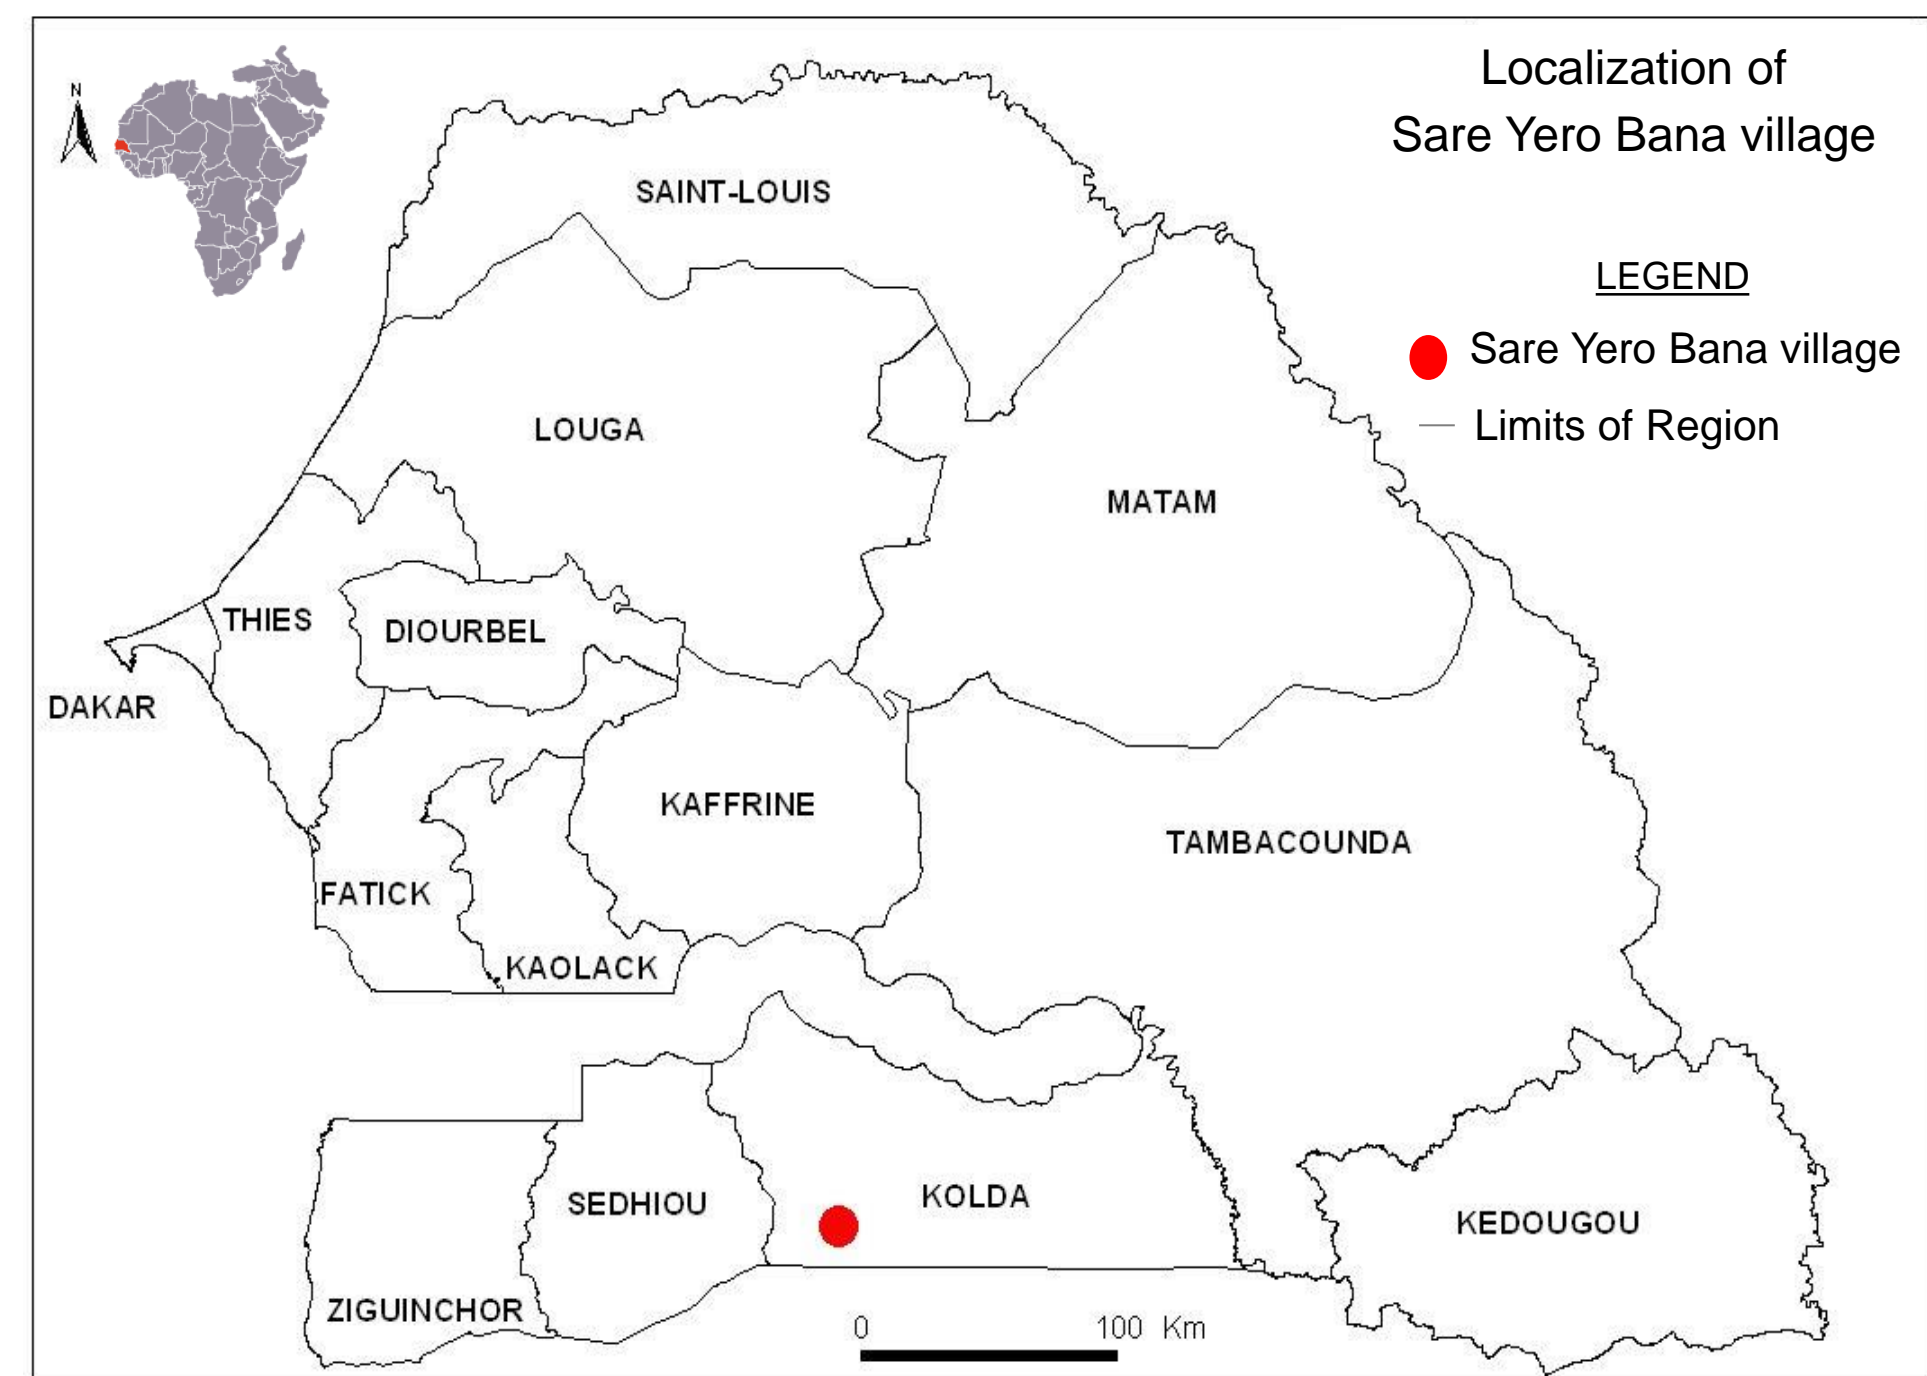 Localization of
Sare Yero Bana village
N
LEGEND
Sare Yero Bana village
Limits of Region
SAINT-LOUIS
LOUGA
MATAM
THIES
DIOURBEL
DAKAR
KAFFRINE
TAMBACOUNDA
FATICK
KAOLACK
KOLDA
SEDHIOU
KEDOUGOU
ZIGUINCHOR
0 100 Km